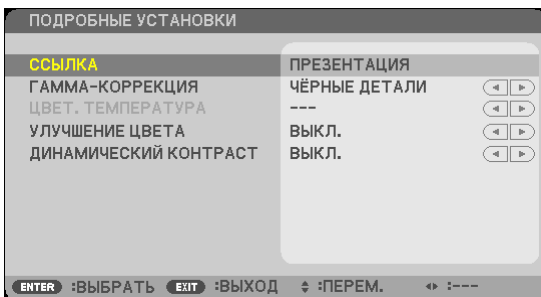 ПОДРОБНЫЕ УСТАНОВКИ
ССЫЛКА ПРЕЗЕНТАЦИЯ
ГАММА-КОРРЕКЦИЯ ЧЁРНЫЕ ДЕТАЛИ
ЦВЕТ. ТЕМПЕРАТУРА ---
УЛУЧШЕНИЕ ЦВЕТА ВЫКЛ.
ДИНАМИЧЕСКИЙ КОНТРАСТ ВЫКЛ.
ENTER :ВЫБРАТЬ EXIT :ВЫХОД :ПЕРЕМ. :---